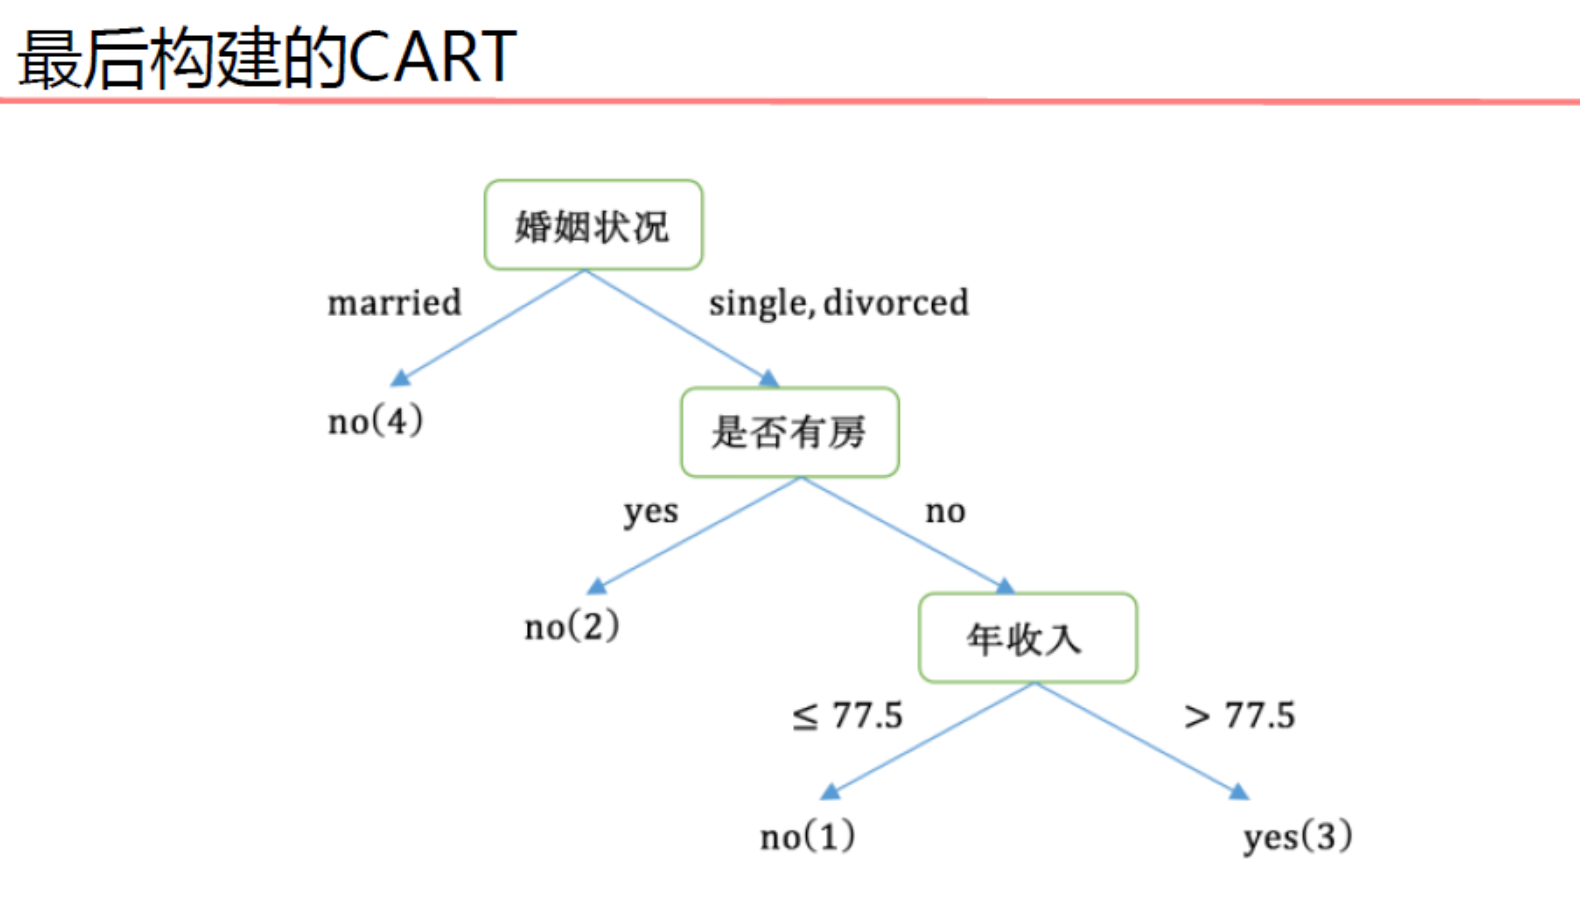 最后构建的CART
婚姻状况
married
single, divorced
no(4)
是否有房
yes
no
no(2)
年收入
≤ 77.5
> 77.5
no(1)
yes(3)